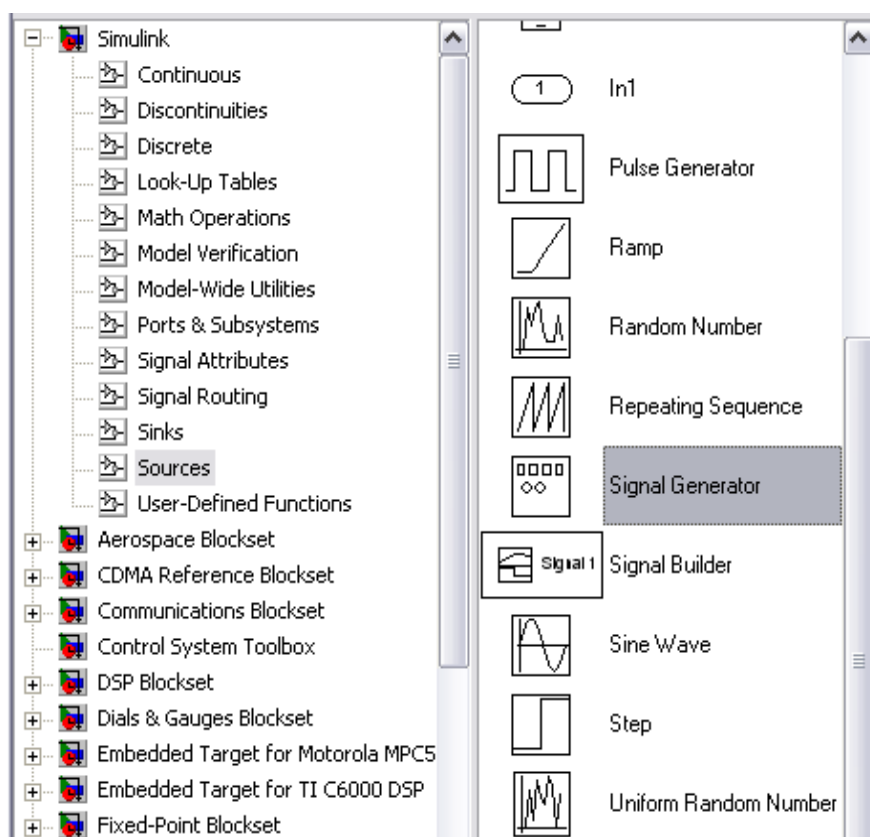 Simulink
Continuous
Discontinuities
Discrete
Look-Up Tables
Math Operations
Model Verification
Model-Wide Utilities
Ports & Subsystems
Signal Attributes
Signal Routing
Sinks
Sources
User-Defined Functions
Aerospace Blockset
CDMA Reference Blockset
Communications Blockset
Control System Toolbox
DSP Blockset
Dials & Gauges Blockset
Embedded Target for Motorola MPC5
Embedded Target for TI C6000 DSP
Fixed-Point Blockset
1 In1
Pulse Generator
Ramp
Random Number
Repeating Sequence
Signal Generator
Signal 1 Signal Builder
Sine Wave
Step
Uniform Random Number